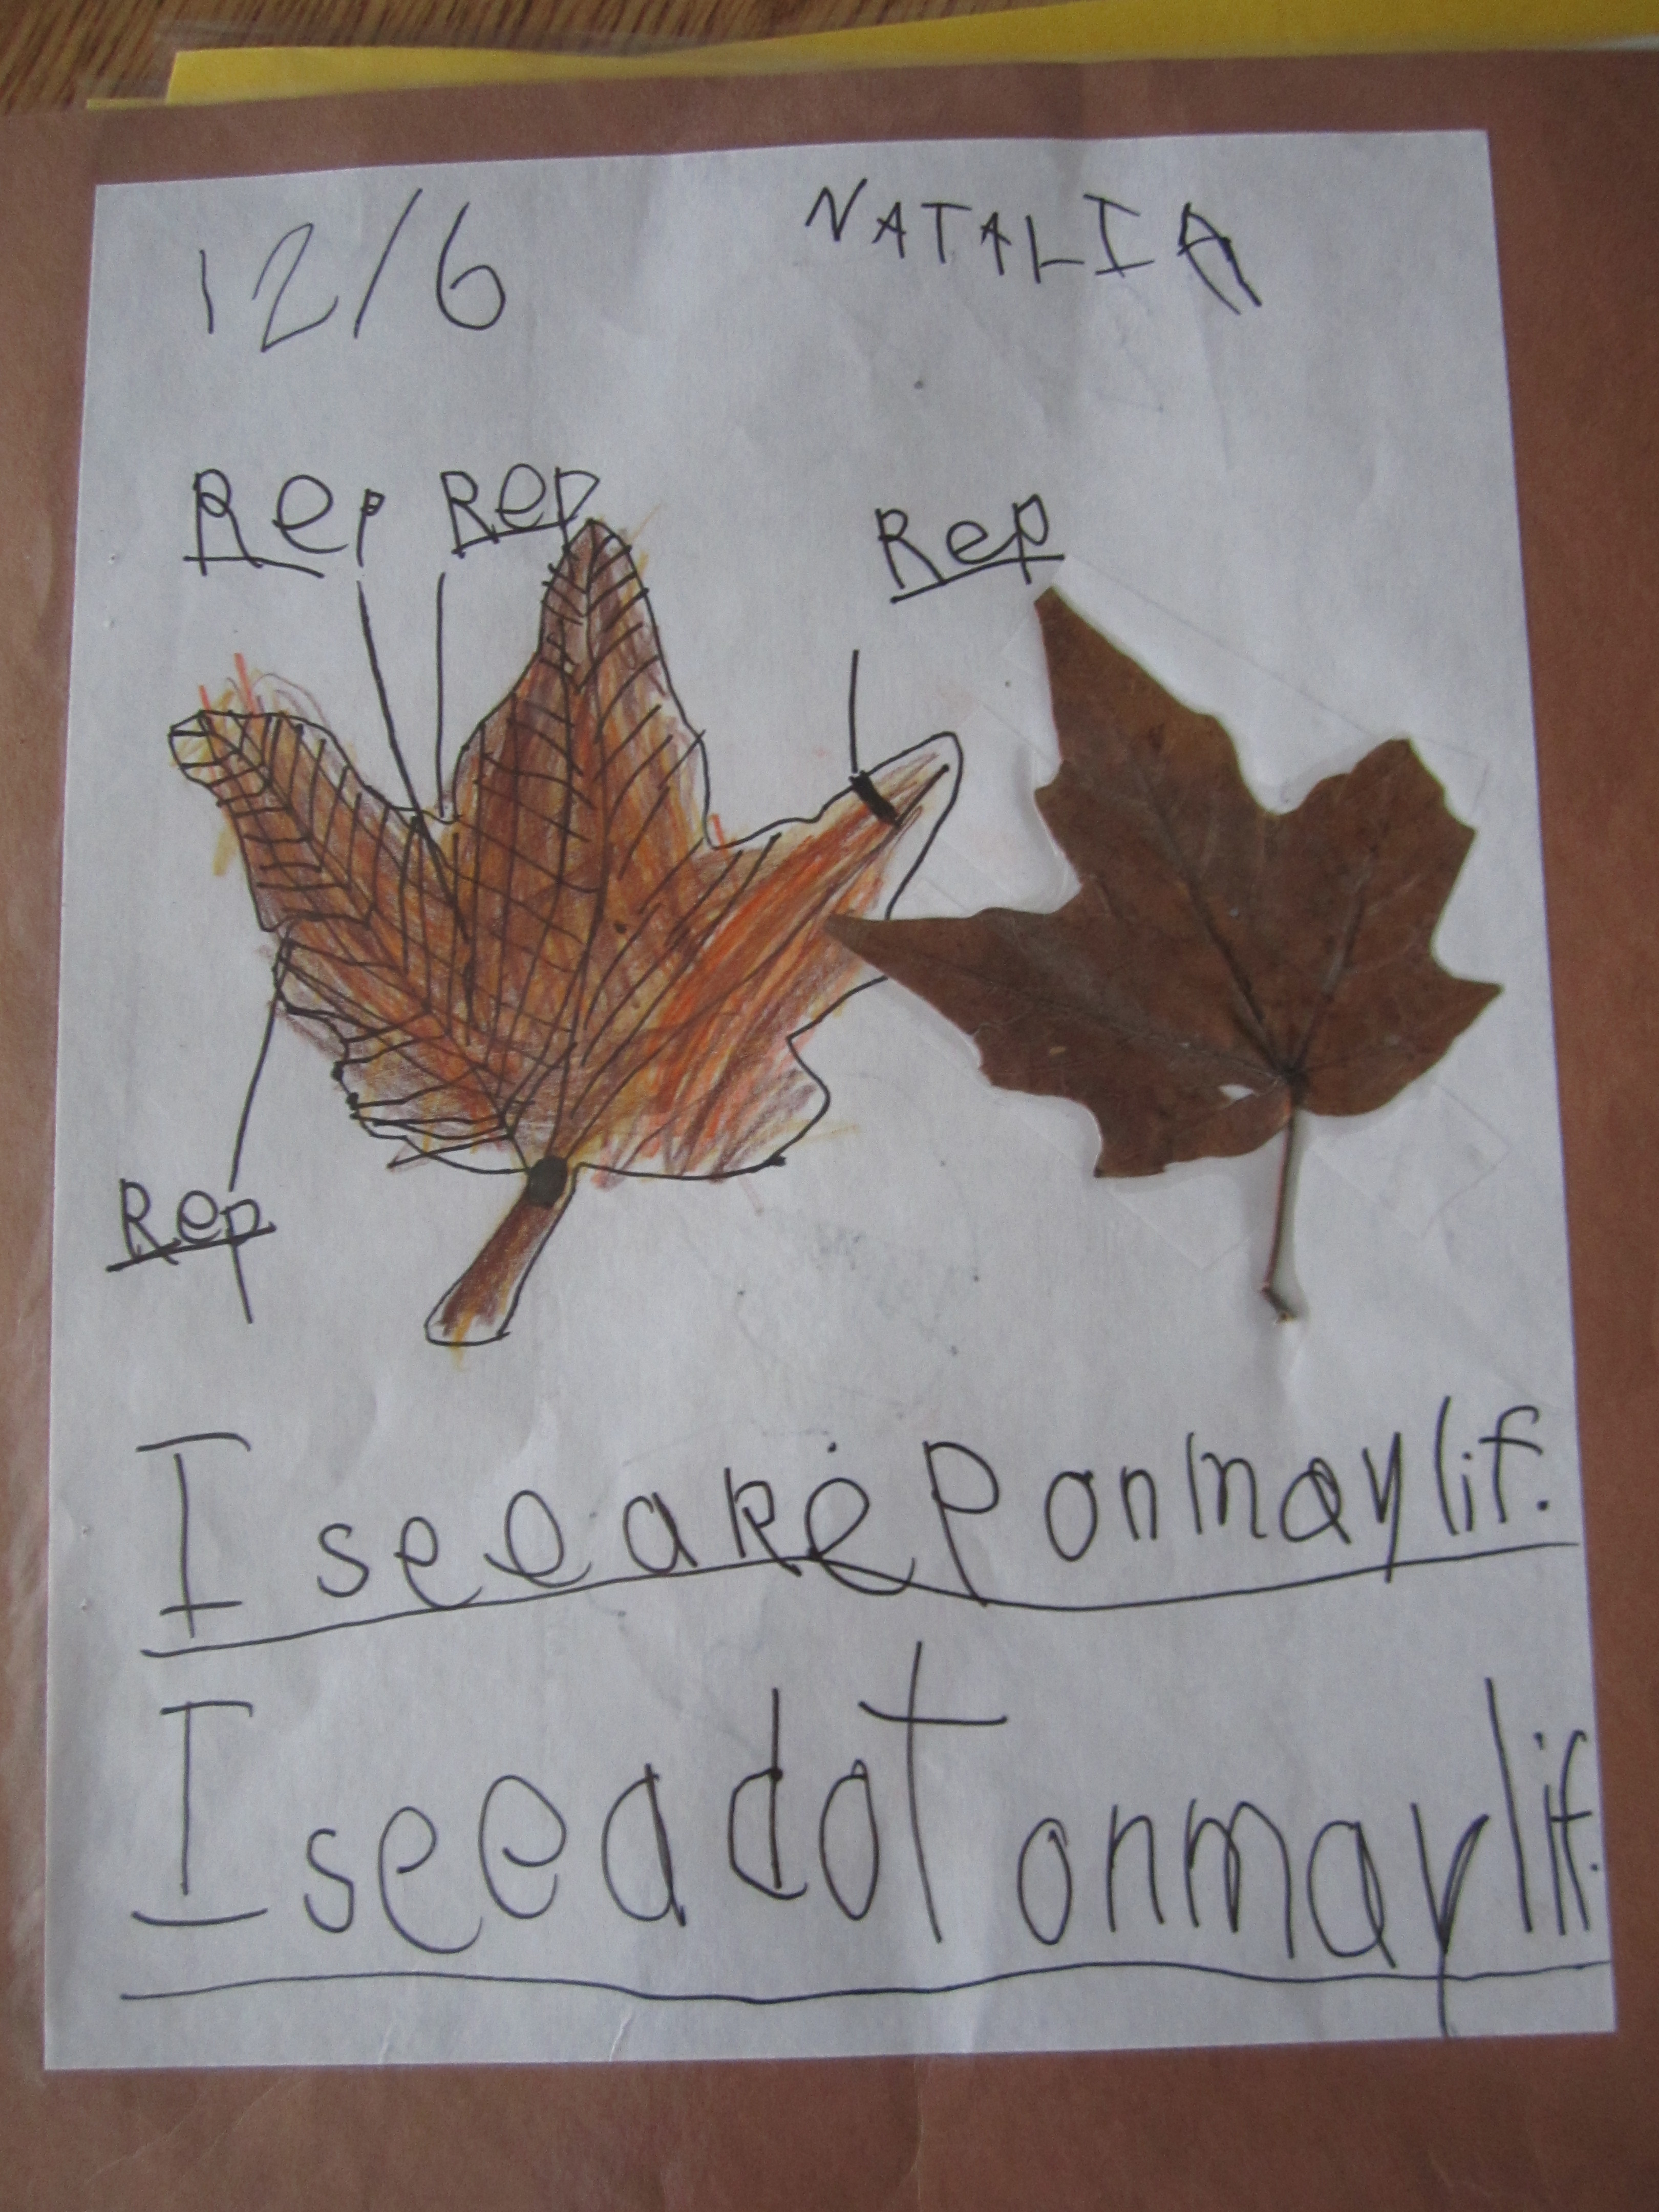 12/6 NATALIA
Rep Rep Rep
Rep
I see a rep on may lif.
I see a dot on may lif.